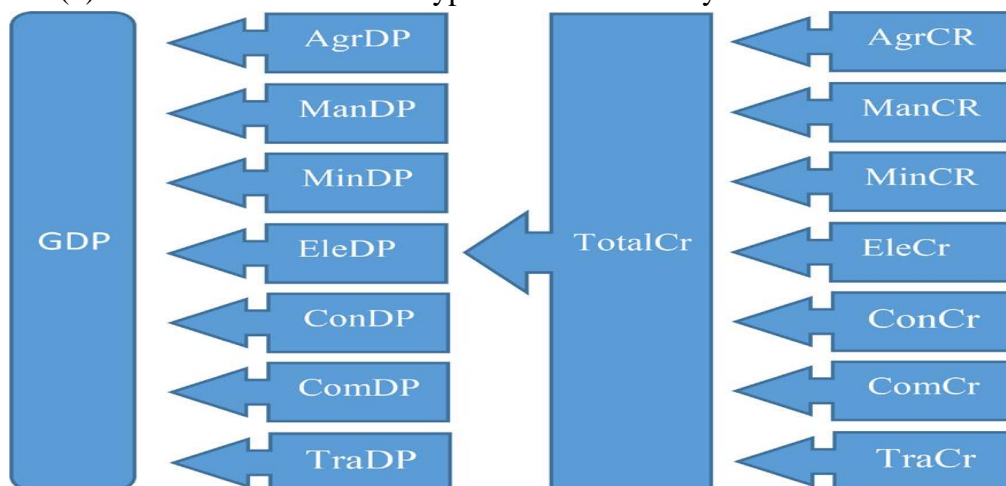 AgrDP
AgrCR
ManDP
ManCR
MinDP
MinCR
GDP
EleDP
TotalCr
EleCr
ConDP
ConCr
ComDP
ComCr
TraDP
TraCr